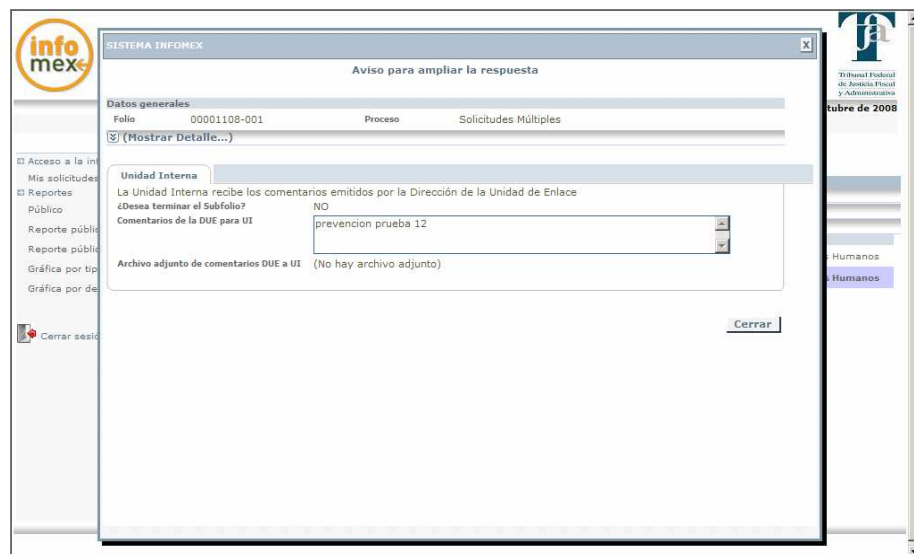 info
mex
SISTEMA INFOMEX
X
Aviso para ampliar la respuesta
Tribunal Federal
de Justicia Fiscal
y Administrativa
tubre de 2008
Datos generales
Folio 00001108-001 Proceso Solicitudes Múltiples
(Mostrar Detalle...)
Acceso a la in
Mis solicitudes
Reportes
Público
Reporte públi
Reporte públi
Gráfica por tip
Gráfica por de
Cerrar sesió
Unidad Interna
La Unidad Interna recibe los comentarios emitidos por la Dirección de la Unidad de Enlace
¿Desea terminar el Subfolio? NO
Comentarios de la DUE para UI prevencion prueba 12
Archivo adjunto de comentarios DUE a UI (No hay archivo adjunto)
Humanos
Humanos
Cerrar